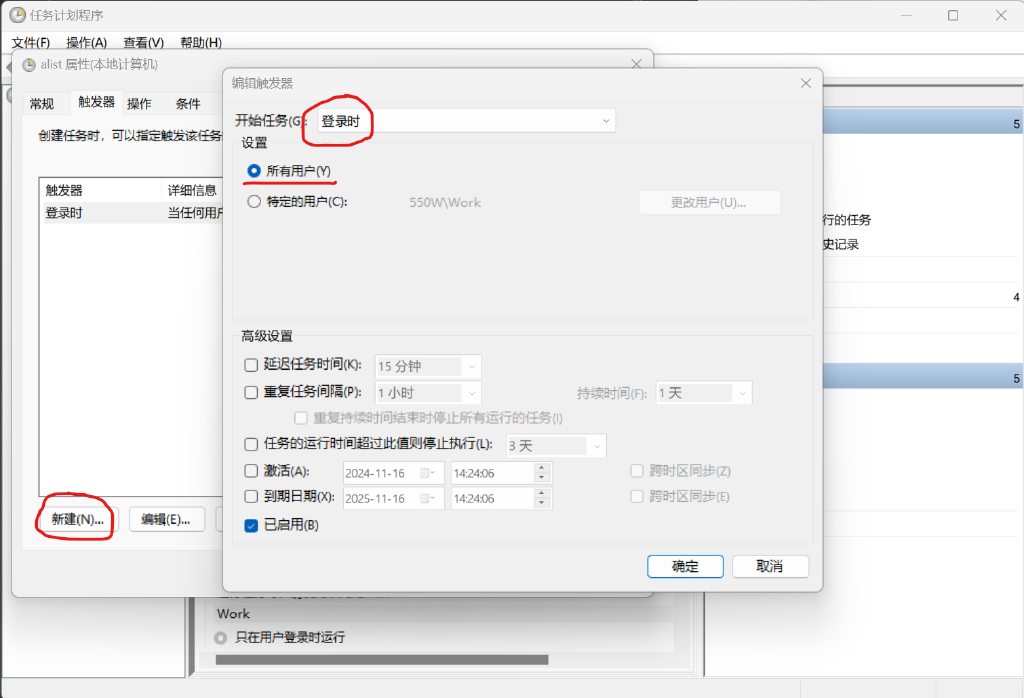 任务计划程序
文件(F) 操作(A) 查看(V) 帮助(H)
alist 属性(本地计算机)
常规 触发器 操作 条件
创建任务时，可以指定触发该任务
触发器 详细信息
登录时 当任何用户
新建(N)... 编辑(E)...
编辑触发器
开始任务(G): 登录时
设置
所有用户(Y)
特定的用户(C): 550W\Work 更改用户(U)...
高级设置
延迟任务时间(K): 15 分钟
重复任务间隔(P): 1 小时 持续时间(F): 1 天
重复持续时间结束时停止所有运行的任务(I)
任务的运行时间超过此值则停止执行(L): 3 天
激活(A): 2024-11-16 14:24:06 跨时区同步(Z)
到期日期(X): 2025-11-16 14:24:06 跨时区同步(E)
已启用(B)
确定 取消
5
行的任务
史记录
4
5
Work
只在用户登录时运行